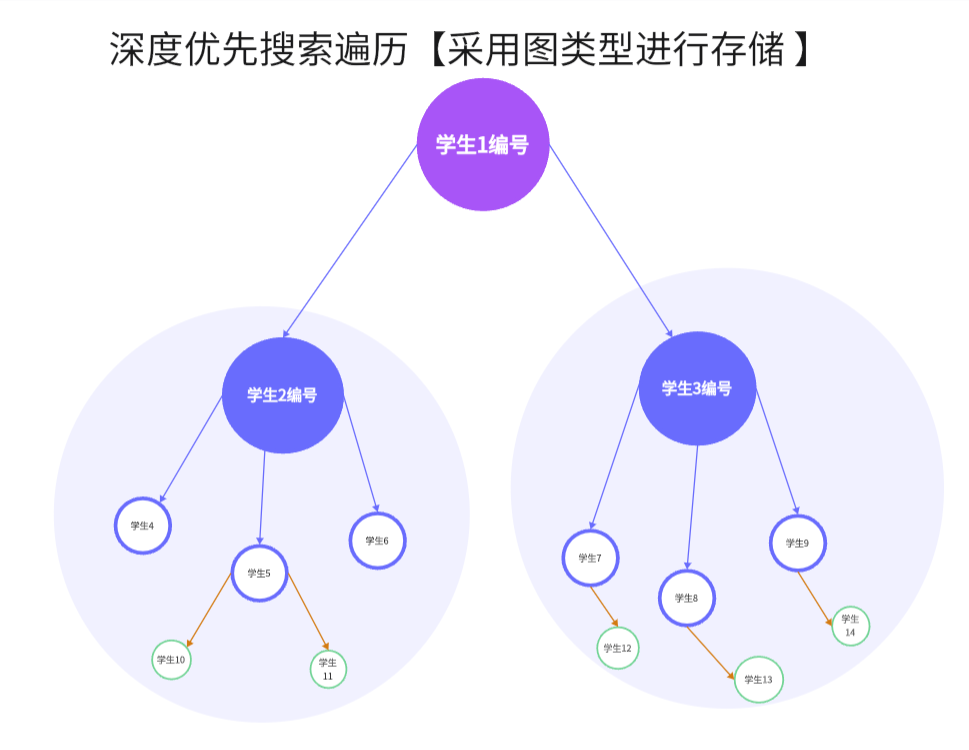 深度优先搜索遍历【采用图类型进行存储 】
学生1编号
学生2编号
学生3编号
学生4
学生5
学生6
学生7
学生8
学生9
学生10
学生
11
学生12
学生13
学生
14